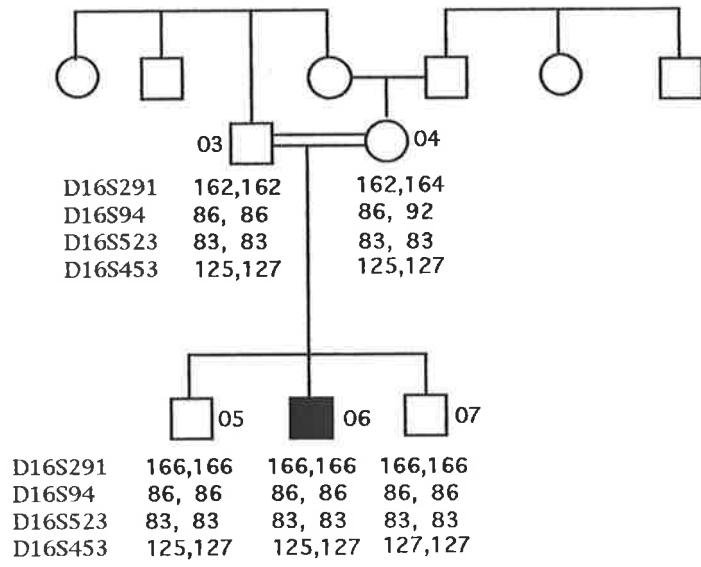 03 04
D16S291 162,162 162,164
D16S94 86, 86 86, 92
D16S523 83, 83 83, 83
D16S453 125,127 125,127
05 06 07
D16S291 166,166 166,166 166,166
D16S94 86, 86 86, 86 86, 86
D16S523 83, 83 83, 83 83, 83
D16S453 125,127 125,127 127,127